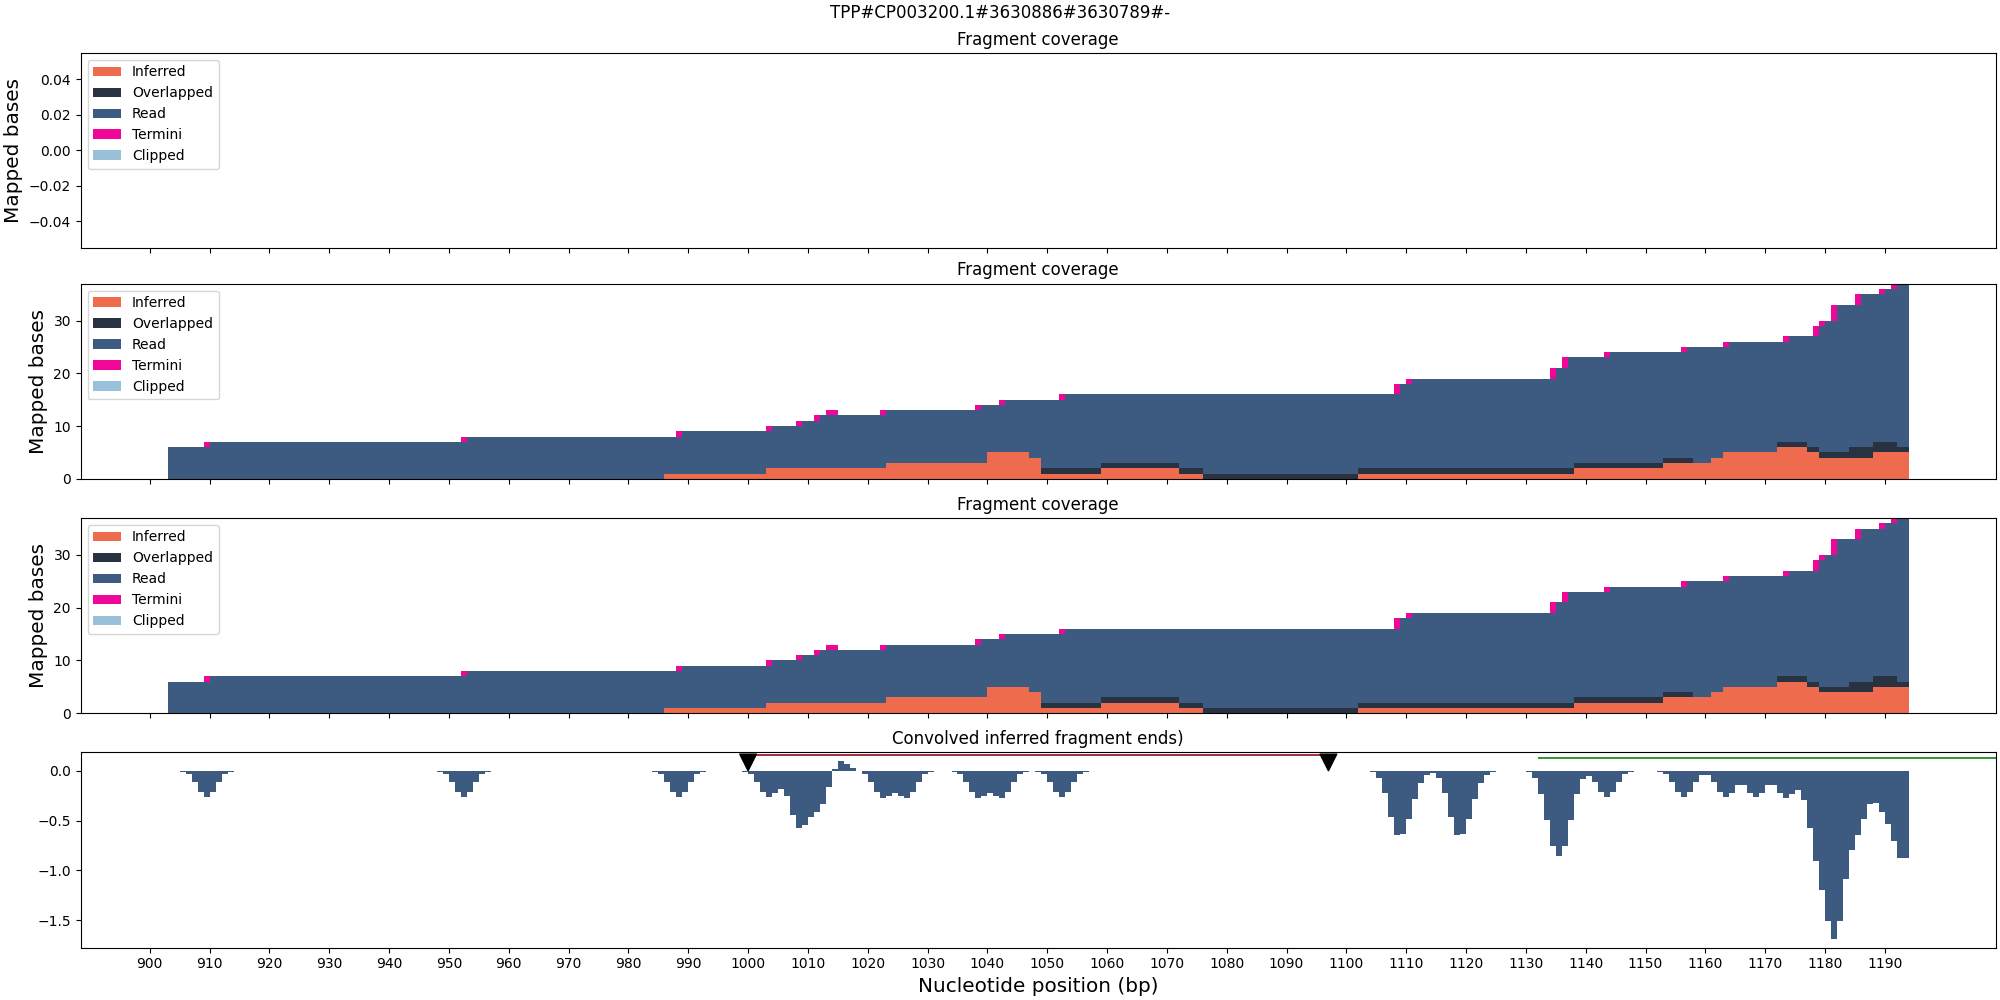 TPP#CP003200.1#3630886#3630789#-
Fragment coverage
Mapped bases
0.04
0.02
0.00
−0.02
−0.04
Inferred
Overlapped
Read
Termini
Clipped
Fragment coverage
Mapped bases
30
20
10
0
Inferred
Overlapped
Read
Termini
Clipped
Fragment coverage
Mapped bases
30
20
10
0
Inferred
Overlapped
Read
Termini
Clipped
Convolved inferred fragment ends)
0.0
−0.5
−1.0
−1.5
900 910 920 930 940 950 960 970 980 990 1000 1010 1020 1030 1040 1050 1060 1070 1080 1090 1100 1110 1120 1130 1140 1150 1160 1170 1180 1190
Nucleotide position (bp)